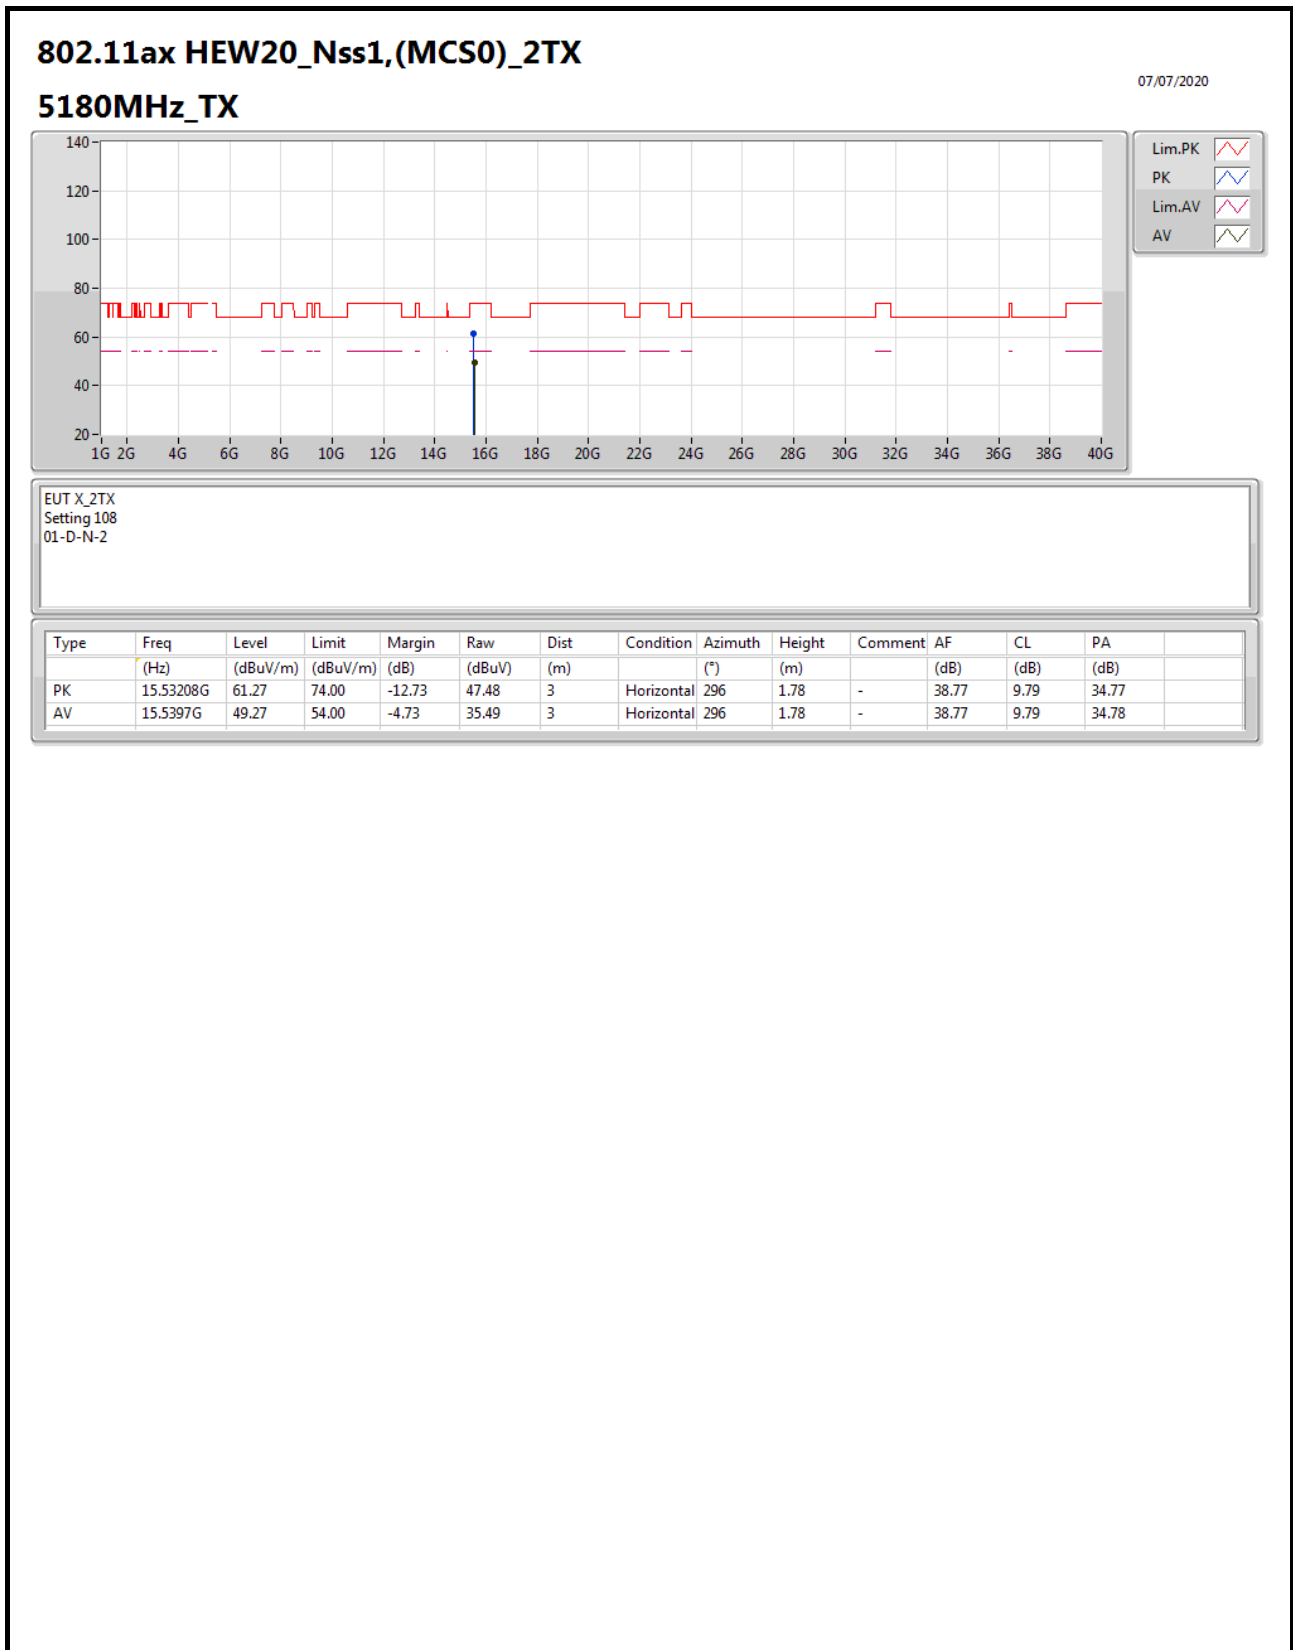 802.11ax HEW20_Nss1,(MCS0)_2TX
07/07/2020
5180MHz_TX
140
120
100
80
60
40
20
1G 2G 4G 6G 8G 10G 12G 14G 16G 18G 20G 22G 24G 26G 28G 30G 32G 34G 36G 38G 40G
Lim.PK
PK
Lim.AV
AV
EUT X_2TX
Setting 108
01-D-N-2
Type Freq Level Limit Margin Raw Dist Condition Azimuth Height Comment AF CL PA
(Hz) (dBuV/m) (dBuV/m) (dB) (dBuV) (m) (°) (m) (dB) (dB) (dB)
PK 15.53208G 61.27 74.00 -12.73 47.48 3 Horizontal 296 1.78 - 38.77 9.79 34.77
AV 15.5397G 49.27 54.00 -4.73 35.49 3 Horizontal 296 1.78 - 38.77 9.79 34.78